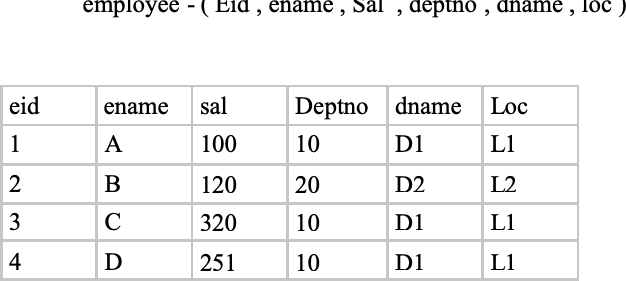 employee - ( Eid , ename , Sal , deptno , dname , loc )
eid ename sal Deptno dname Loc
1 A 100 10 D1 L1
2 B 120 20 D2 L2
3 C 320 10 D1 L1
4 D 251 10 D1 L1